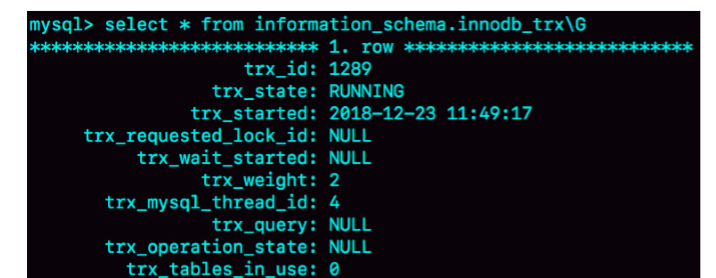 mysql> select * from information_schema.innodb_trx\G
*************************** 1. row ***************************
trx_id: 1289
trx_state: RUNNING
trx_started: 2018-12-23 11:49:17
trx_requested_lock_id: NULL
trx_wait_started: NULL
trx_weight: 2
trx_mysql_thread_id: 4
trx_query: NULL
trx_operation_state: NULL
trx_tables_in_use: 0